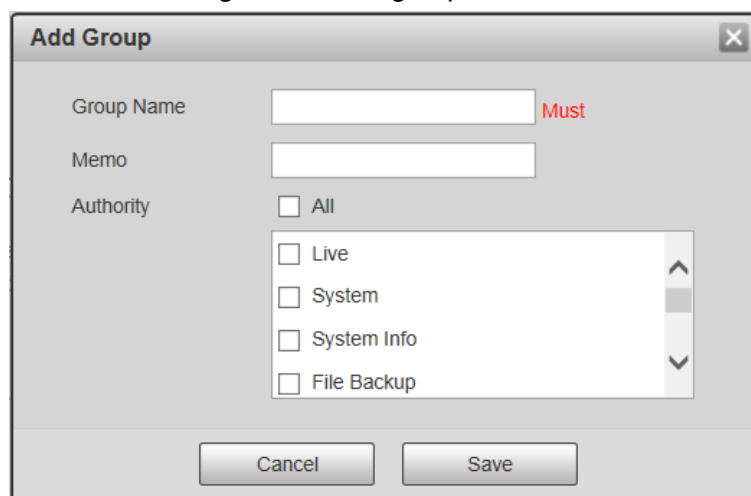 Add Group
Group Name Must
Memo
Authority All
Live
System
System Info
File Backup
Cancel Save